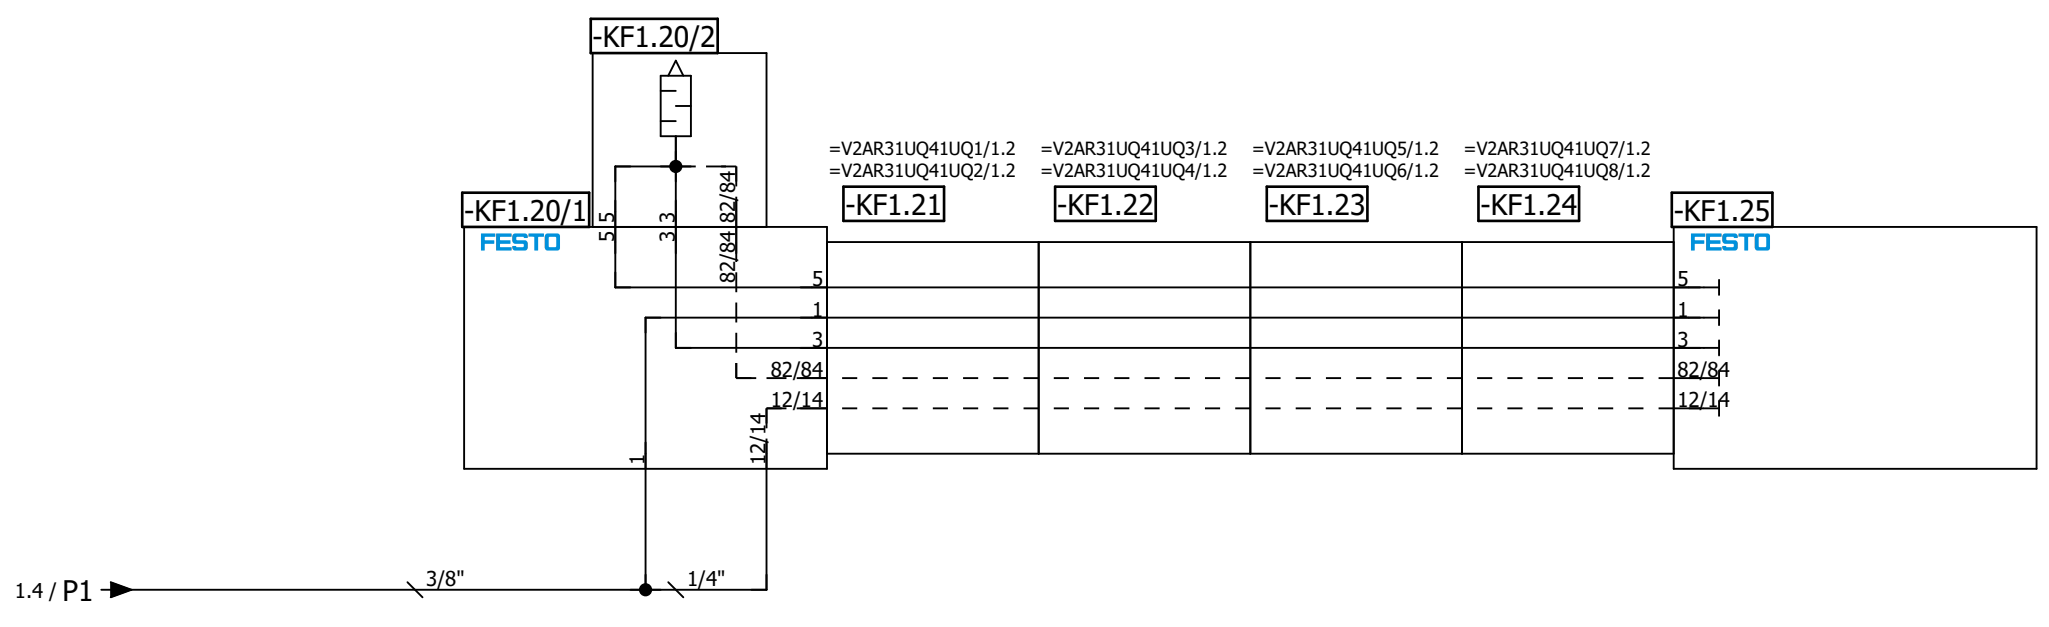 -KF1.20/2
=V2AR31UQ41UQ1/1.2 =V2AR31UQ41UQ3/1.2 =V2AR31UQ41UQ5/1.2 =V2AR31UQ41UQ7/1.2
=V2AR31UQ41UQ2/1.2 =V2AR31UQ41UQ4/1.2 =V2AR31UQ41UQ6/1.2 =V2AR31UQ41UQ8/1.2
-KF1.20/1 5 3 82/84 -KF1.21 -KF1.22 -KF1.23 -KF1.24 -KF1.25
FESTO 5 3 82/84 FESTO
5 5
1 1
3 3
82/84 82/84
12/14 12/14
1 12/14
1.4 / P1 3/8" 1/4"